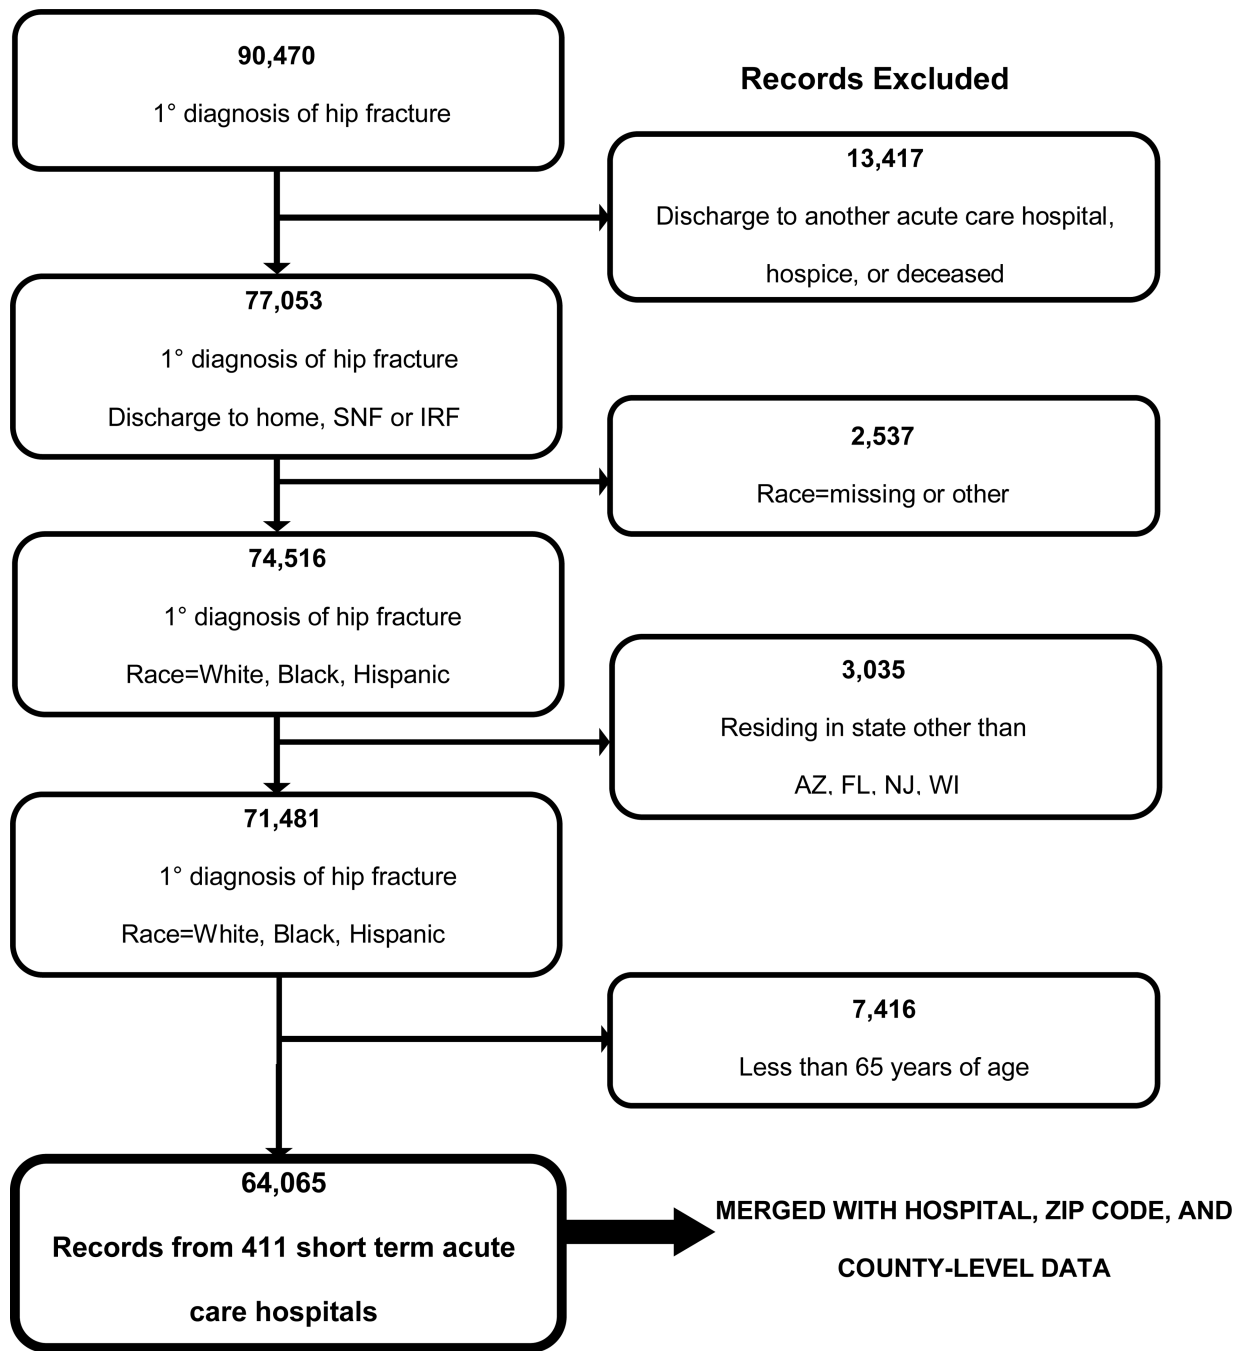 90,470
1° diagnosis of hip fracture
Records Excluded
13,417
Discharge to another acute care hospital,
hospice, or deceased
77,053
1° diagnosis of hip fracture
Discharge to home, SNF or IRF
2,537
Race=missing or other
74,516
1° diagnosis of hip fracture
Race=White, Black, Hispanic
3,035
Residing in state other than
AZ, FL, NJ, WI
71,481
1° diagnosis of hip fracture
Race=White, Black, Hispanic
7,416
Less than 65 years of age
64,065
Records from 411 short term acute
care hospitals
MERGED WITH HOSPITAL, ZIP CODE, AND
COUNTY-LEVEL DATA